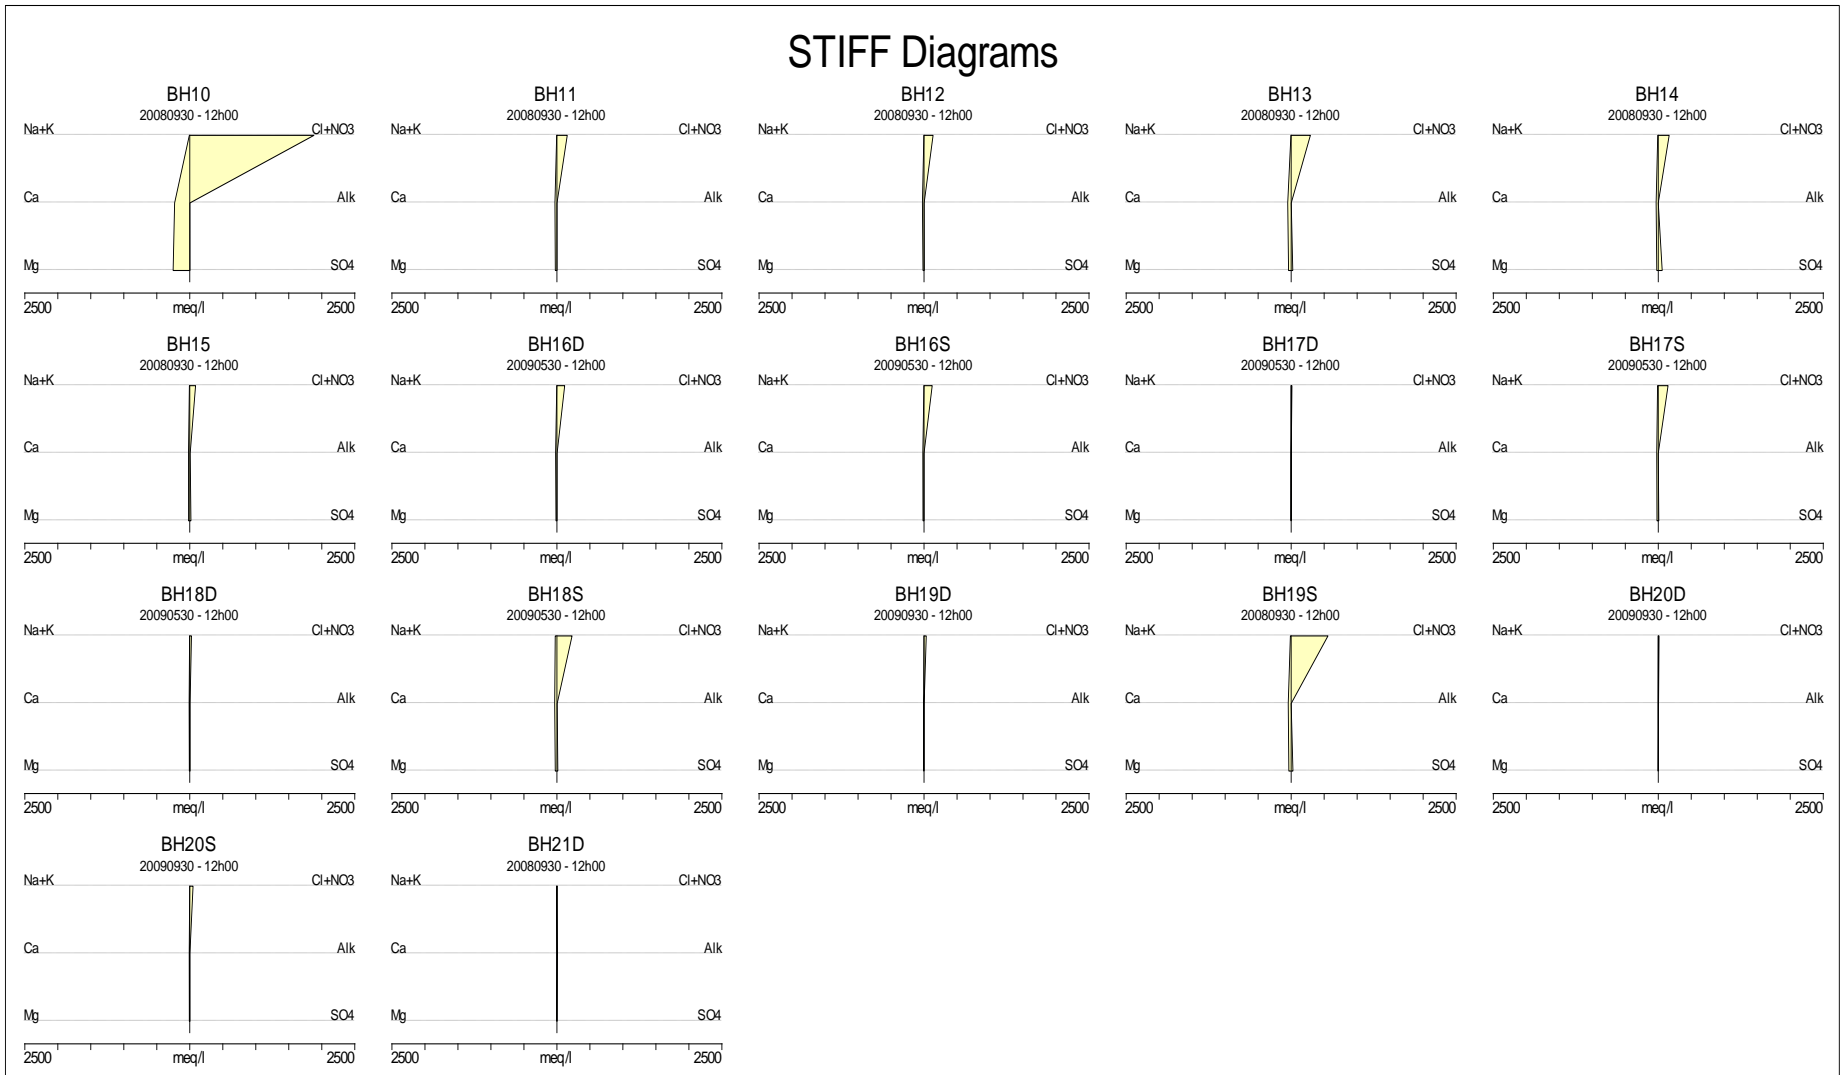 STIFF Diagrams
BH10 BH11 BH12 BH13 BH14
20080930 - 12h00 20080930 - 12h00 20080930 - 12h00 20080930 - 12h00 20080930 - 12h00
Na+K Cl+NO3 Na+K Cl+NO3 Na+K Cl+NO3 Na+K Cl+NO3 Na+K Cl+NO3
Ca Alk Ca Alk Ca Alk Ca Alk Ca Alk
Mg SO4 Mg SO4 Mg SO4 Mg SO4 Mg SO4
2500 meq/l 2500 2500 meq/l 2500 2500 meq/l 2500 2500 meq/l 2500 2500 meq/l 2500
BH15 BH16D BH16S BH17D BH17S
20080930 - 12h00 20090530 - 12h00 20090530 - 12h00 20090530 - 12h00 20090530 - 12h00
Na+K Cl+NO3 Na+K Cl+NO3 Na+K Cl+NO3 Na+K Cl+NO3 Na+K Cl+NO3
Ca Alk Ca Alk Ca Alk Ca Alk Ca Alk
Mg SO4 Mg SO4 Mg SO4 Mg SO4 Mg SO4
2500 meq/l 2500 2500 meq/l 2500 2500 meq/l 2500 2500 meq/l 2500 2500 meq/l 2500
BH18D BH18S BH19D BH19S BH20D
20090530 - 12h00 20090530 - 12h00 20090930 - 12h00 20080930 - 12h00 20090930 - 12h00
Na+K Cl+NO3 Na+K Cl+NO3 Na+K Cl+NO3 Na+K Cl+NO3 Na+K Cl+NO3
Ca Alk Ca Alk Ca Alk Ca Alk Ca Alk
Mg SO4 Mg SO4 Mg SO4 Mg SO4 Mg SO4
2500 meq/l 2500 2500 meq/l 2500 2500 meq/l 2500 2500 meq/l 2500 2500 meq/l 2500
BH20S BH21D
20090930 - 12h00 20080930 - 12h00
Na+K Cl+NO3 Na+K Cl+NO3
Ca Alk Ca Alk
Mg SO4 Mg SO4
2500 meq/l 2500 2500 meq/l 2500